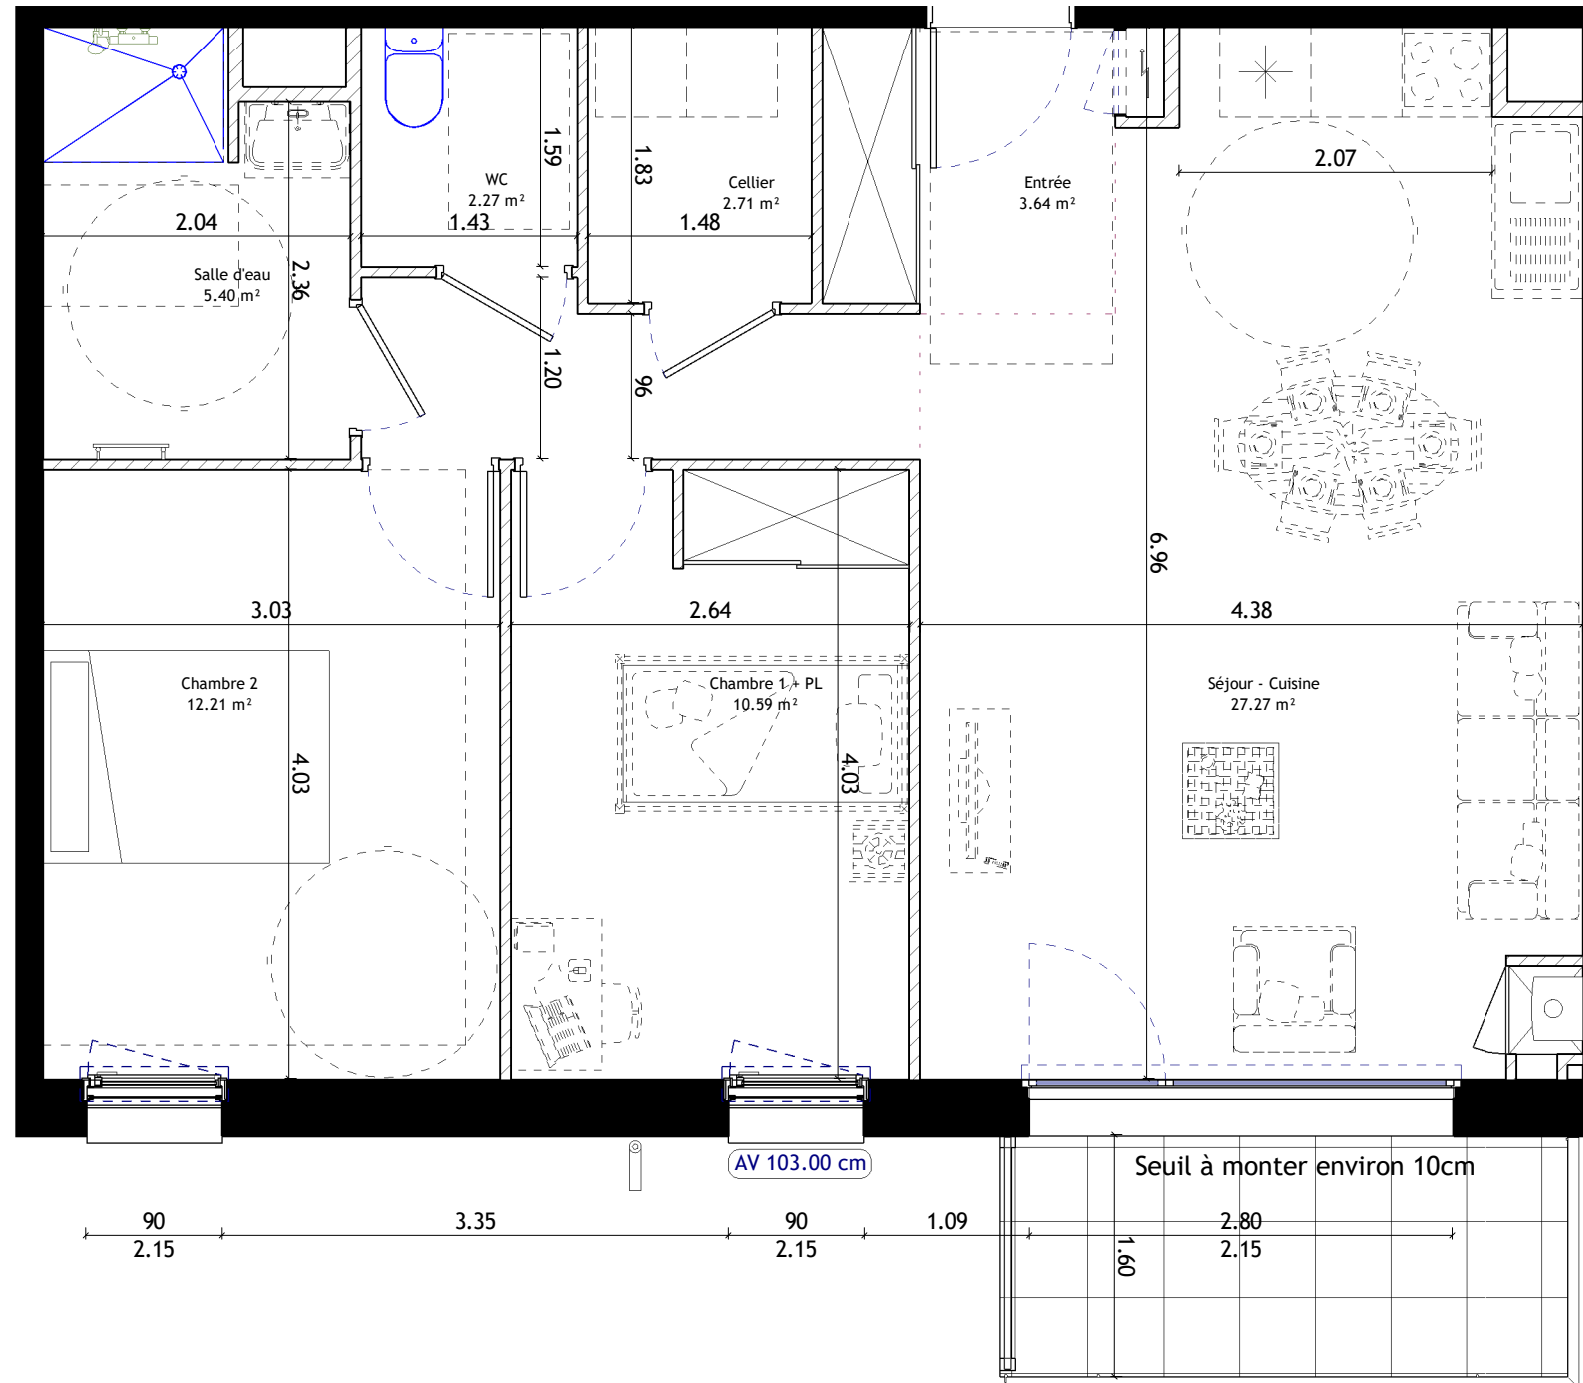 1.59
1.83
2.07
WC
2.27 m²
Cellier
2.71 m²
Entrée
3.64 m²
2.04
1.43
1.48
Salle d'eau
5.40 m²
2.36
1.20
96
6.96
3.03
2.64
4.38
Chambre 2
12.21 m²
Chambre 1 + PL
10.59 m²
Séjour - Cuisine
27.27 m²
4.03
4.03
AV 103.00 cm
Seuil à monter environ 10cm
90
3.35
90
1.09
2.80
2.15
2.15
2.15
1.60